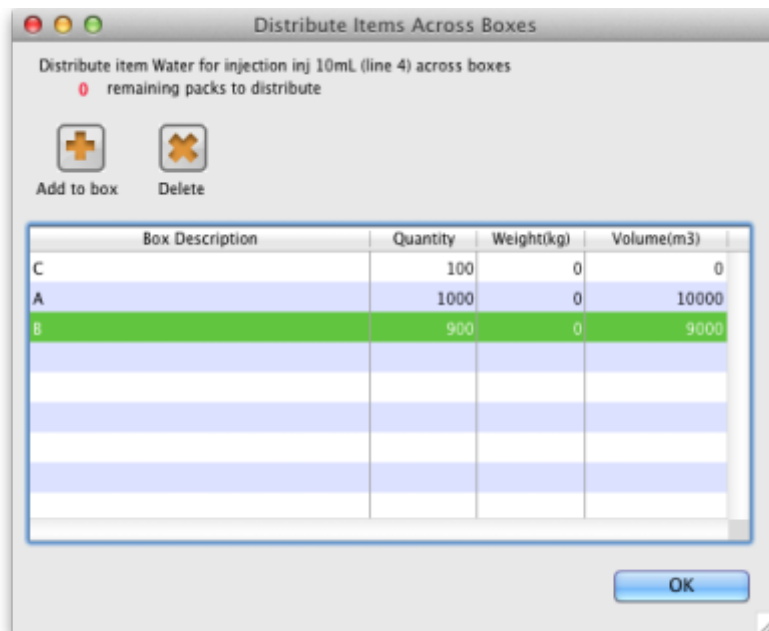 Distribute Items Across Boxes
Distribute item Water for injection inj 10mL (line 4) across boxes
0 remaining packs to distribute
Add to box Delete
Box Description Quantity Weight(kg) Volume(m3)
C 100 0 0
A 1000 0 10000
B 900 0 9000
OK